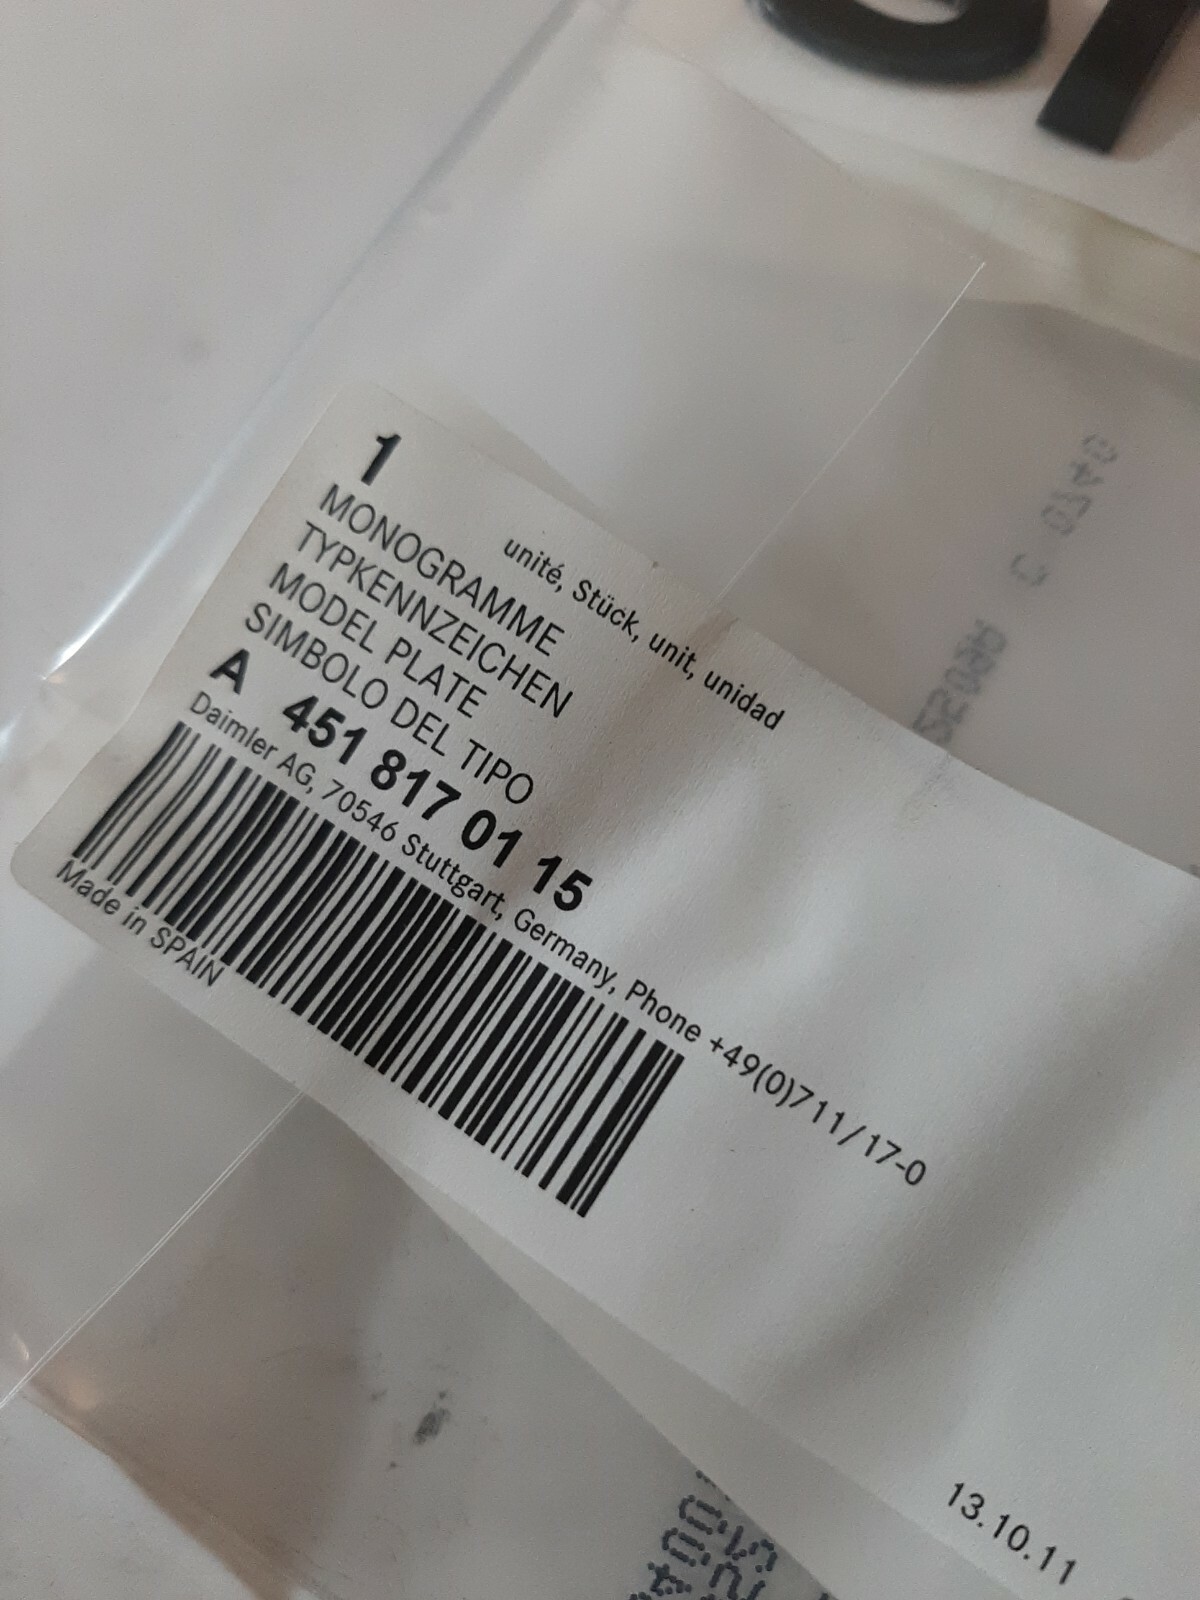 1
unité, Stück, unit, unidad
MONOGRAMME
TYPKENNZEICHEN
MODEL PLATE
SIMBOLO DEL TIPO
A 451 817 01 15
Daimler AG, 70546 Stuttgart, Germany, Phone +49(0)711/17-0
Made in SPAIN
13.10.11